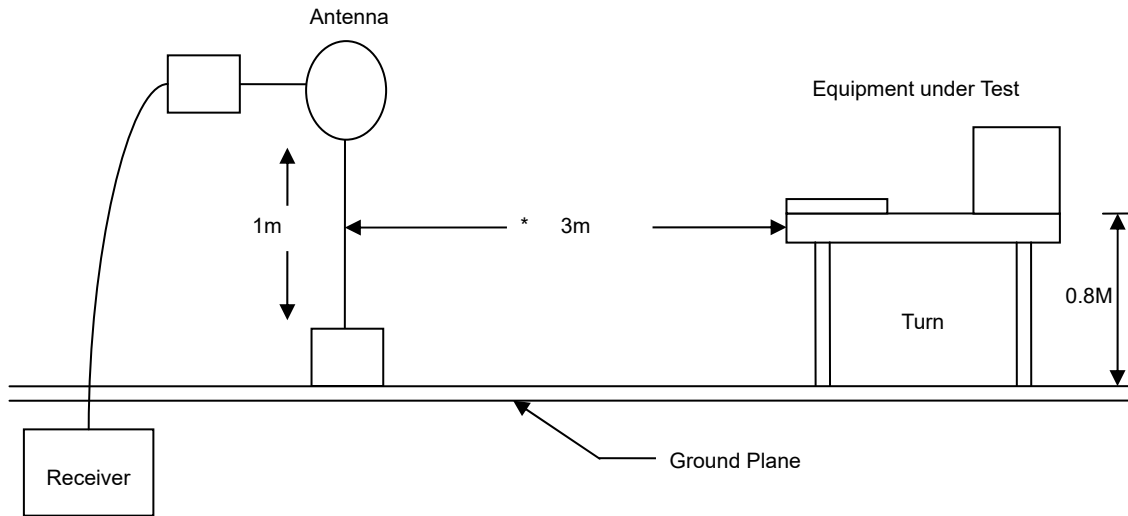 Antenna
Equipment under Test
1m
* 3m
0.8M
Turn
Ground Plane
Receiver